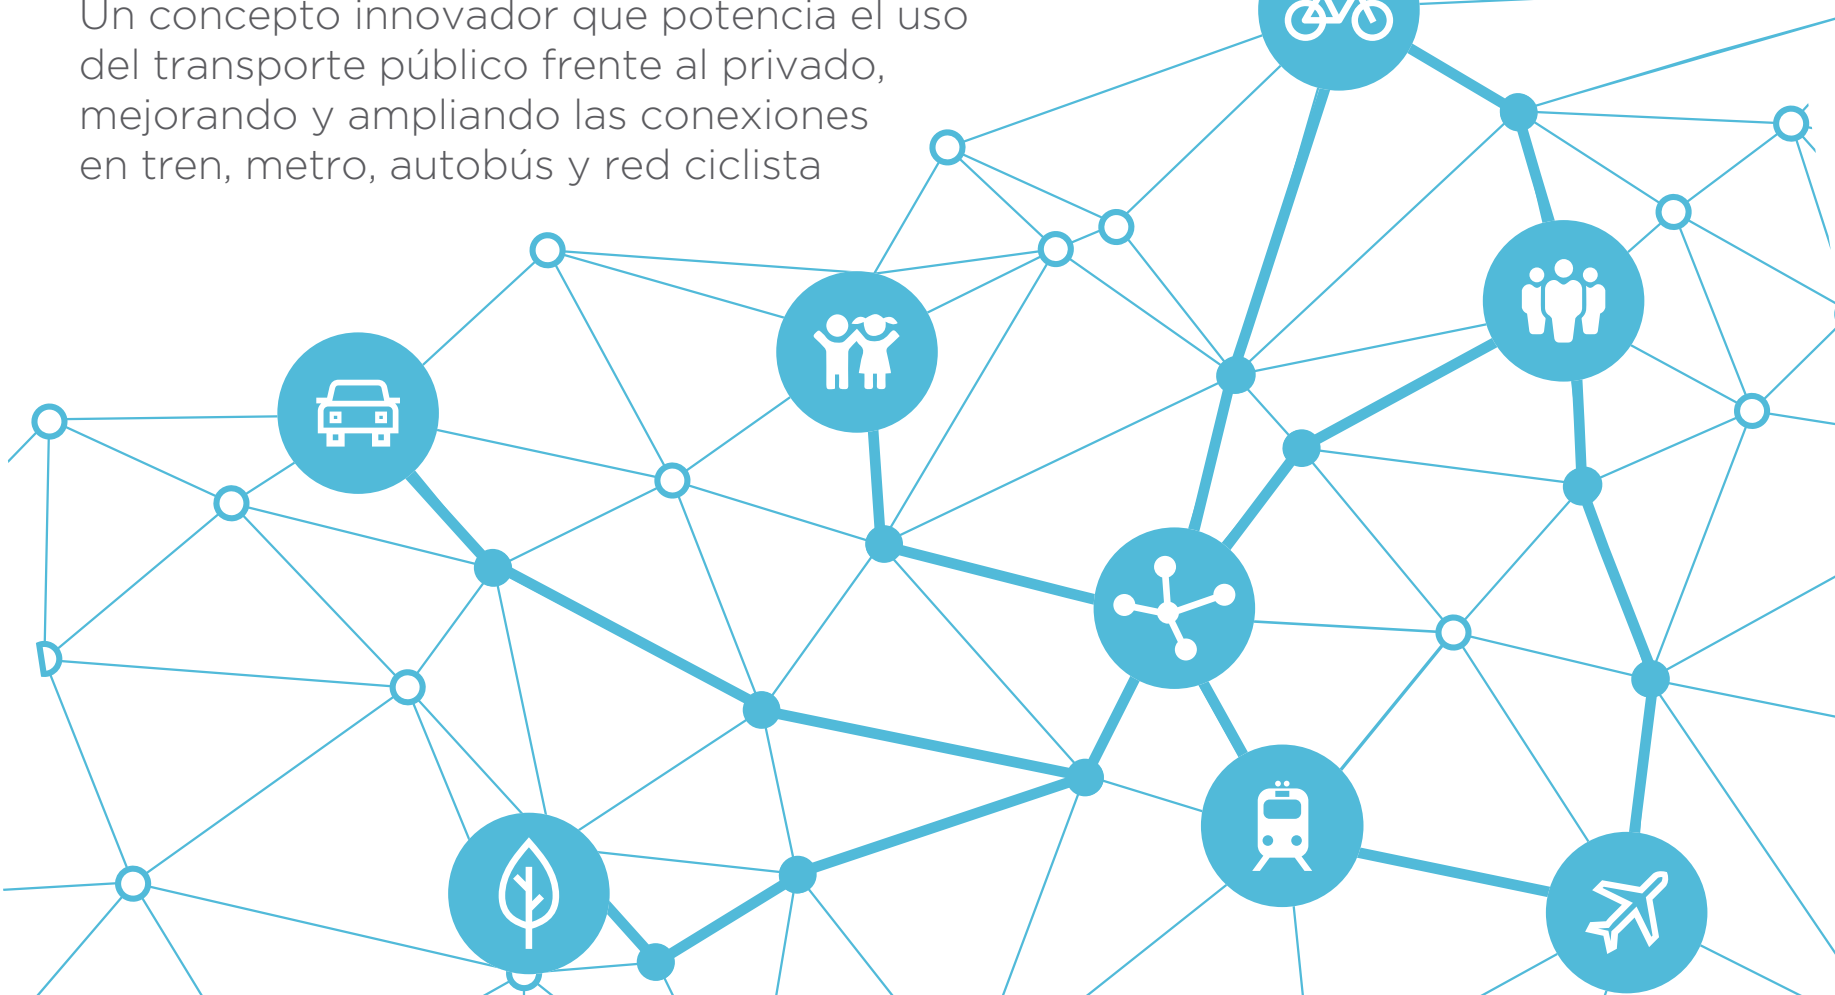 Un concepto innovador que potencia el uso
del transporte público frente al privado,
mejorando y ampliando las conexiones
en tren, metro, autobús y red ciclista